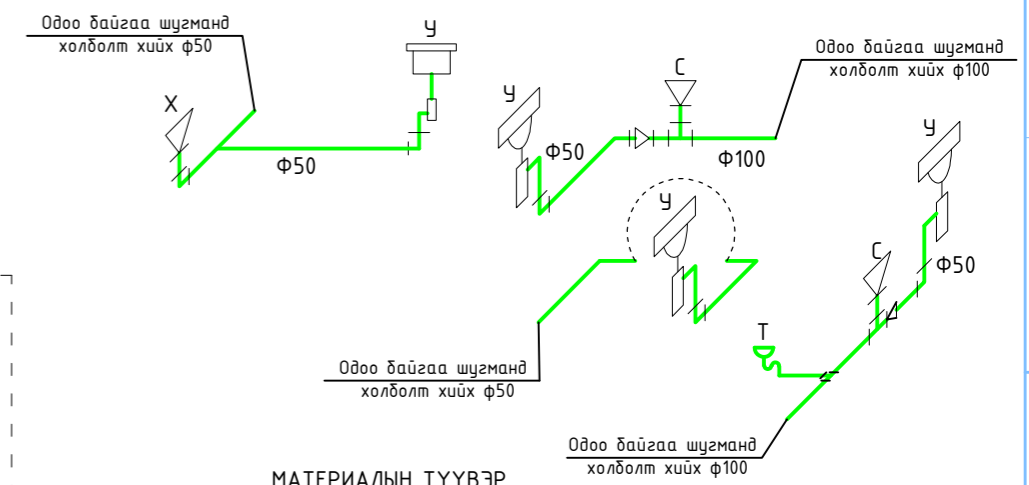 Одоо байгаа шугманд
холболт хийх ф50
У
Х
Ф50
У
С
Ф50
Ф100
Одоо байгаа шугманд
холболт хийх ф100
У
У
С
Ф50
Т
Одоо байгаа шугманд
холболт хийх ф50
Одоо байгаа шугманд
холболт хийх ф100
МАТЕРИАЛЫН ТҮҮВЭР